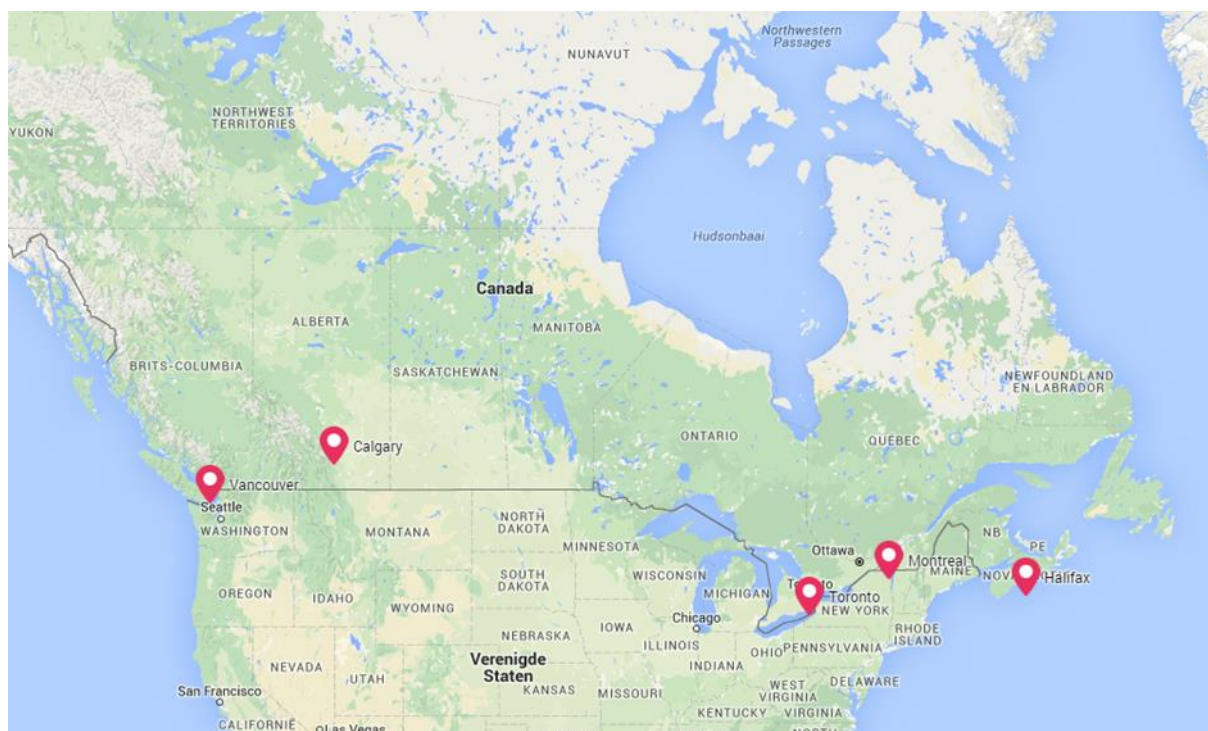 Northwestern
Passages
NUNAVUT
NORTHWEST
TERRITORIES
YUKON
Hudsonbaai
Canada
ALBERTA
MANITOBA
BRITS-COLUMBIA
SASKATCHEWAN
NEWFOUNDLAND
EN LABRADOR
ONTARIO
QUÉBEC
Calgary
Vancouver
Seattle
WASHINGTON
MONTANA
NORTH
DAKOTA
MINNESOTA
NB
PE
Ottawa
Montreal
MAINE
Halifax
OREGON
IDAHO
SOUTH
DAKOTA
WISCONSIN
MICHIGAN
Toronto
NEW YORK
WYOMING
Chicago
IOWA
NEBRASKA
ILLINOIS
OHIO
PENNSYLVANIA
RHODE
ISLAND
INDIANA
NEVADA
UTAH
Verenigde
Staten
KANSAS
MISSOURI
WEST
VIRGINIA
DELAWARE
San Francisco
KENTUCKY
VIRGINIA
CALIFORNIË
Las Vegas